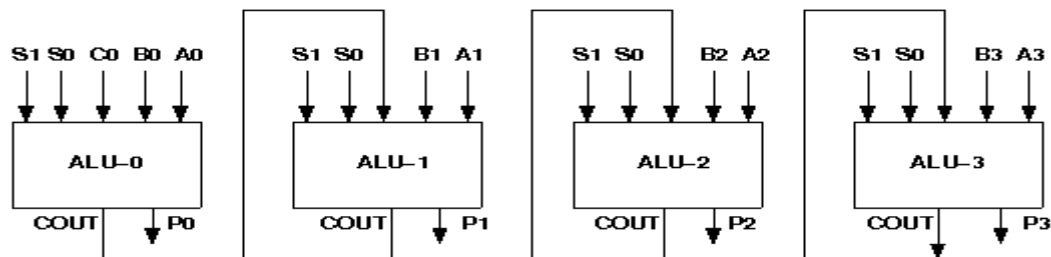 S1 S0 C0 B0 A0 S1 S0 B1 A1 S1 S0 B2 A2 S1 S0 B3 A3
ALU-0 ALU-1 ALU-2 ALU-3
COUT P0 COUT P1 COUT P2 COUT P3